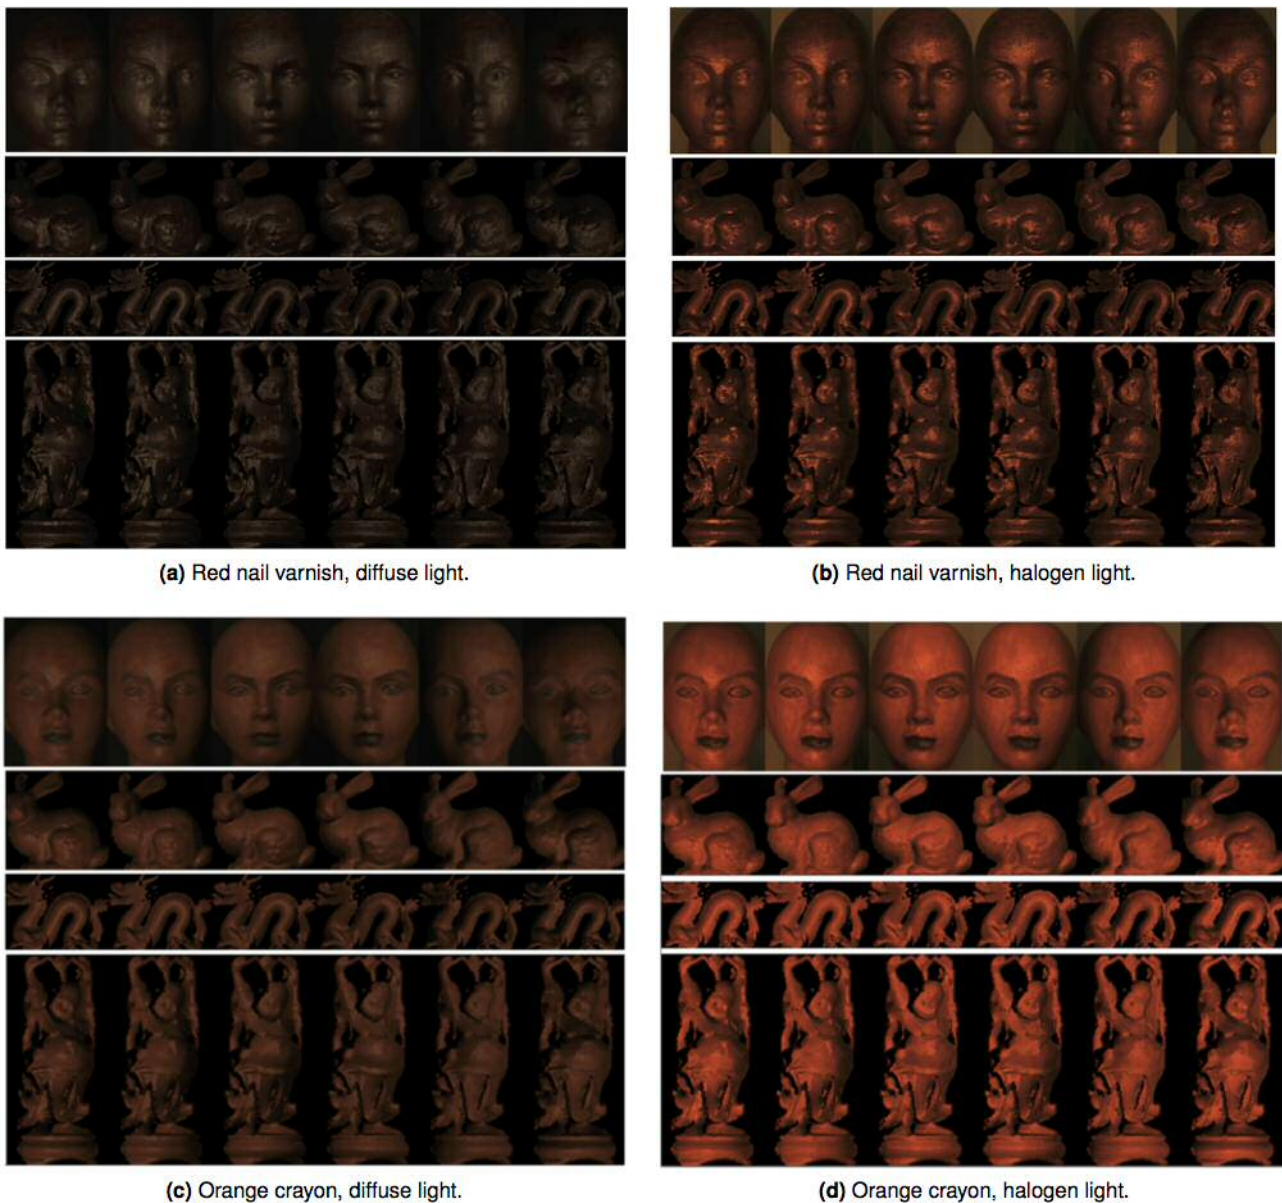 (a) Red nail varnish, diffuse light.
(b) Red nail varnish, halogen light.
(c) Orange crayon, diffuse light.
(d) Orange crayon, halogen light.